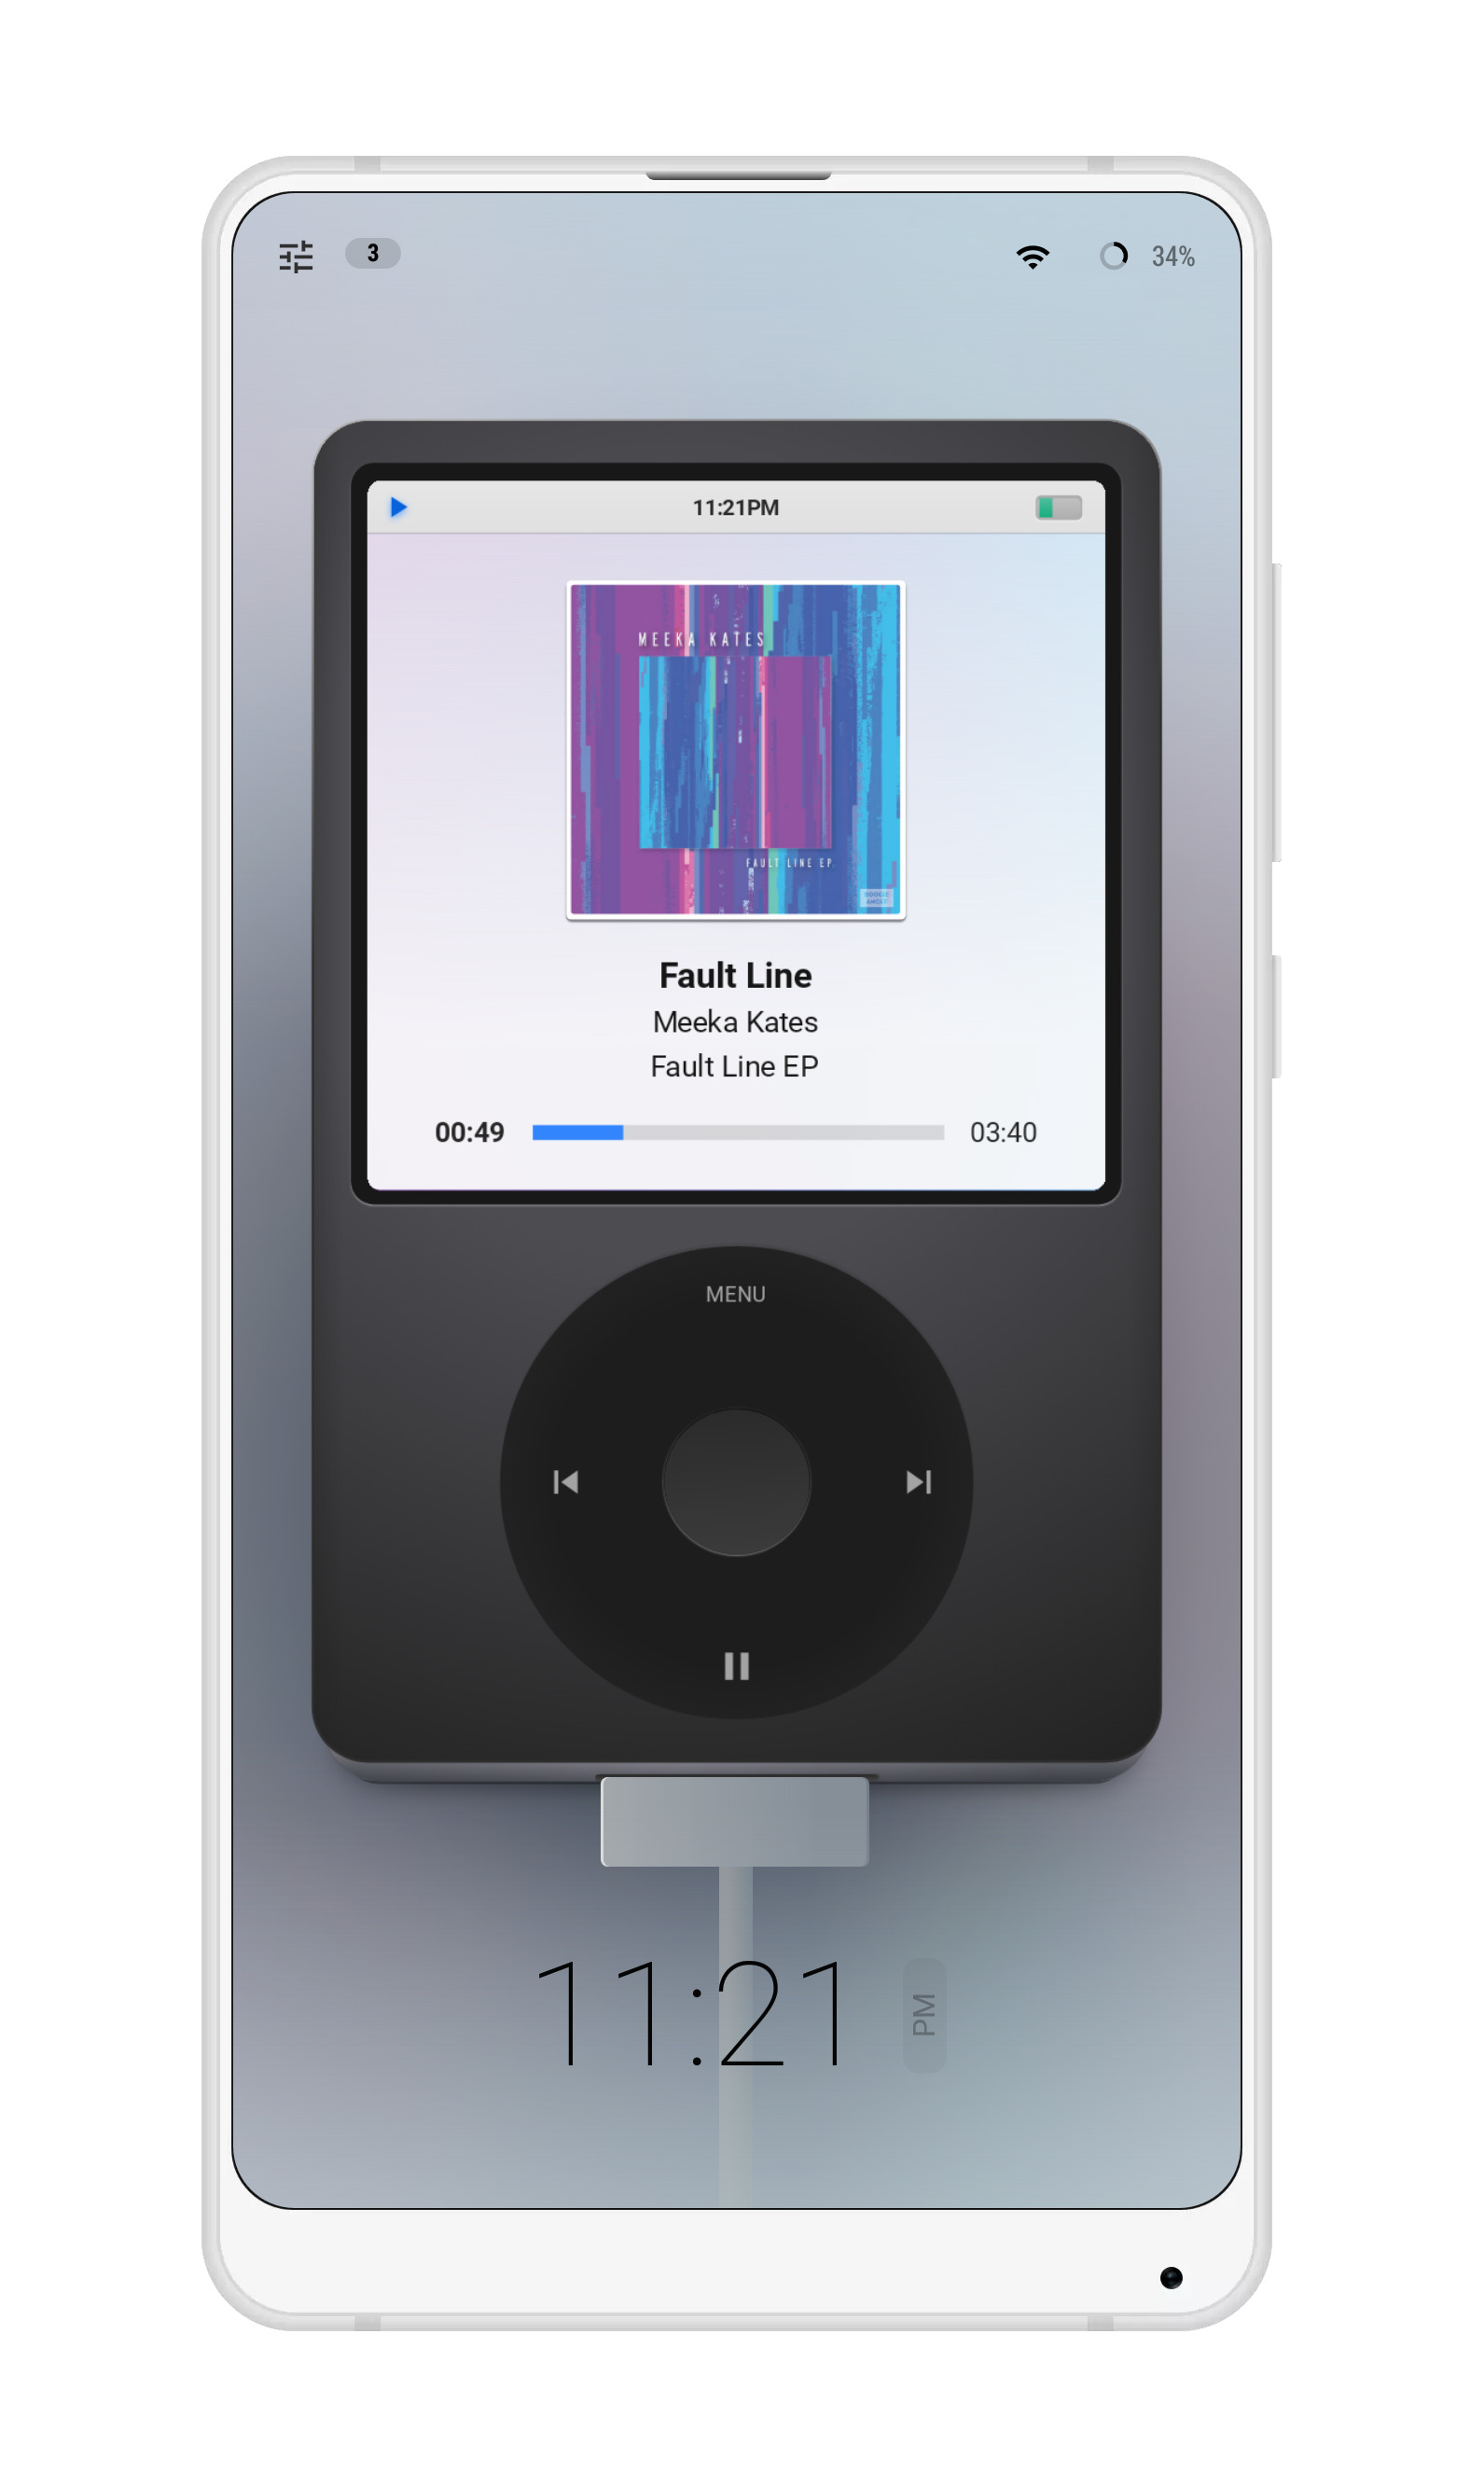 3
34%
11:21PM
MEEKA KATES
FAULT LINE EP
Fault Line
Meeka Kates
Fault Line EP
00:49
03:40
MENU
11:21
PM